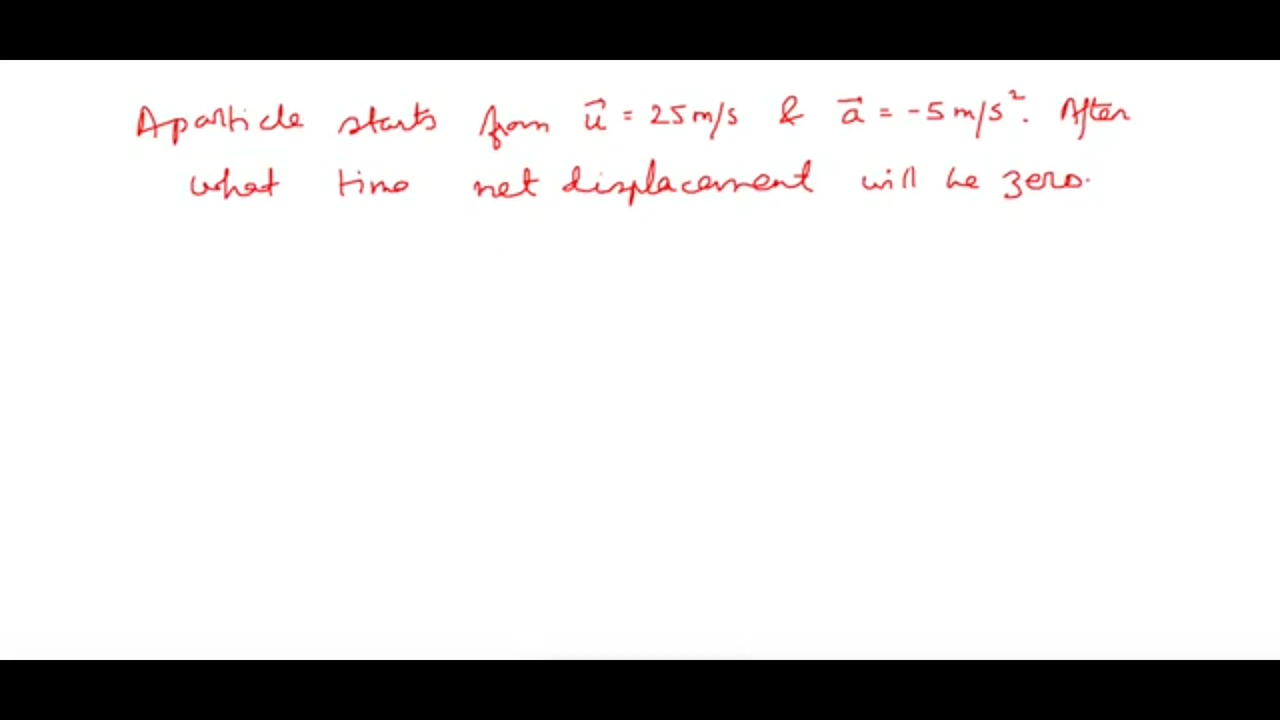 A particle starts from u⃗ = 25 m/s & a⃗ = -5 m/s². After
what time net displacement will be zero.